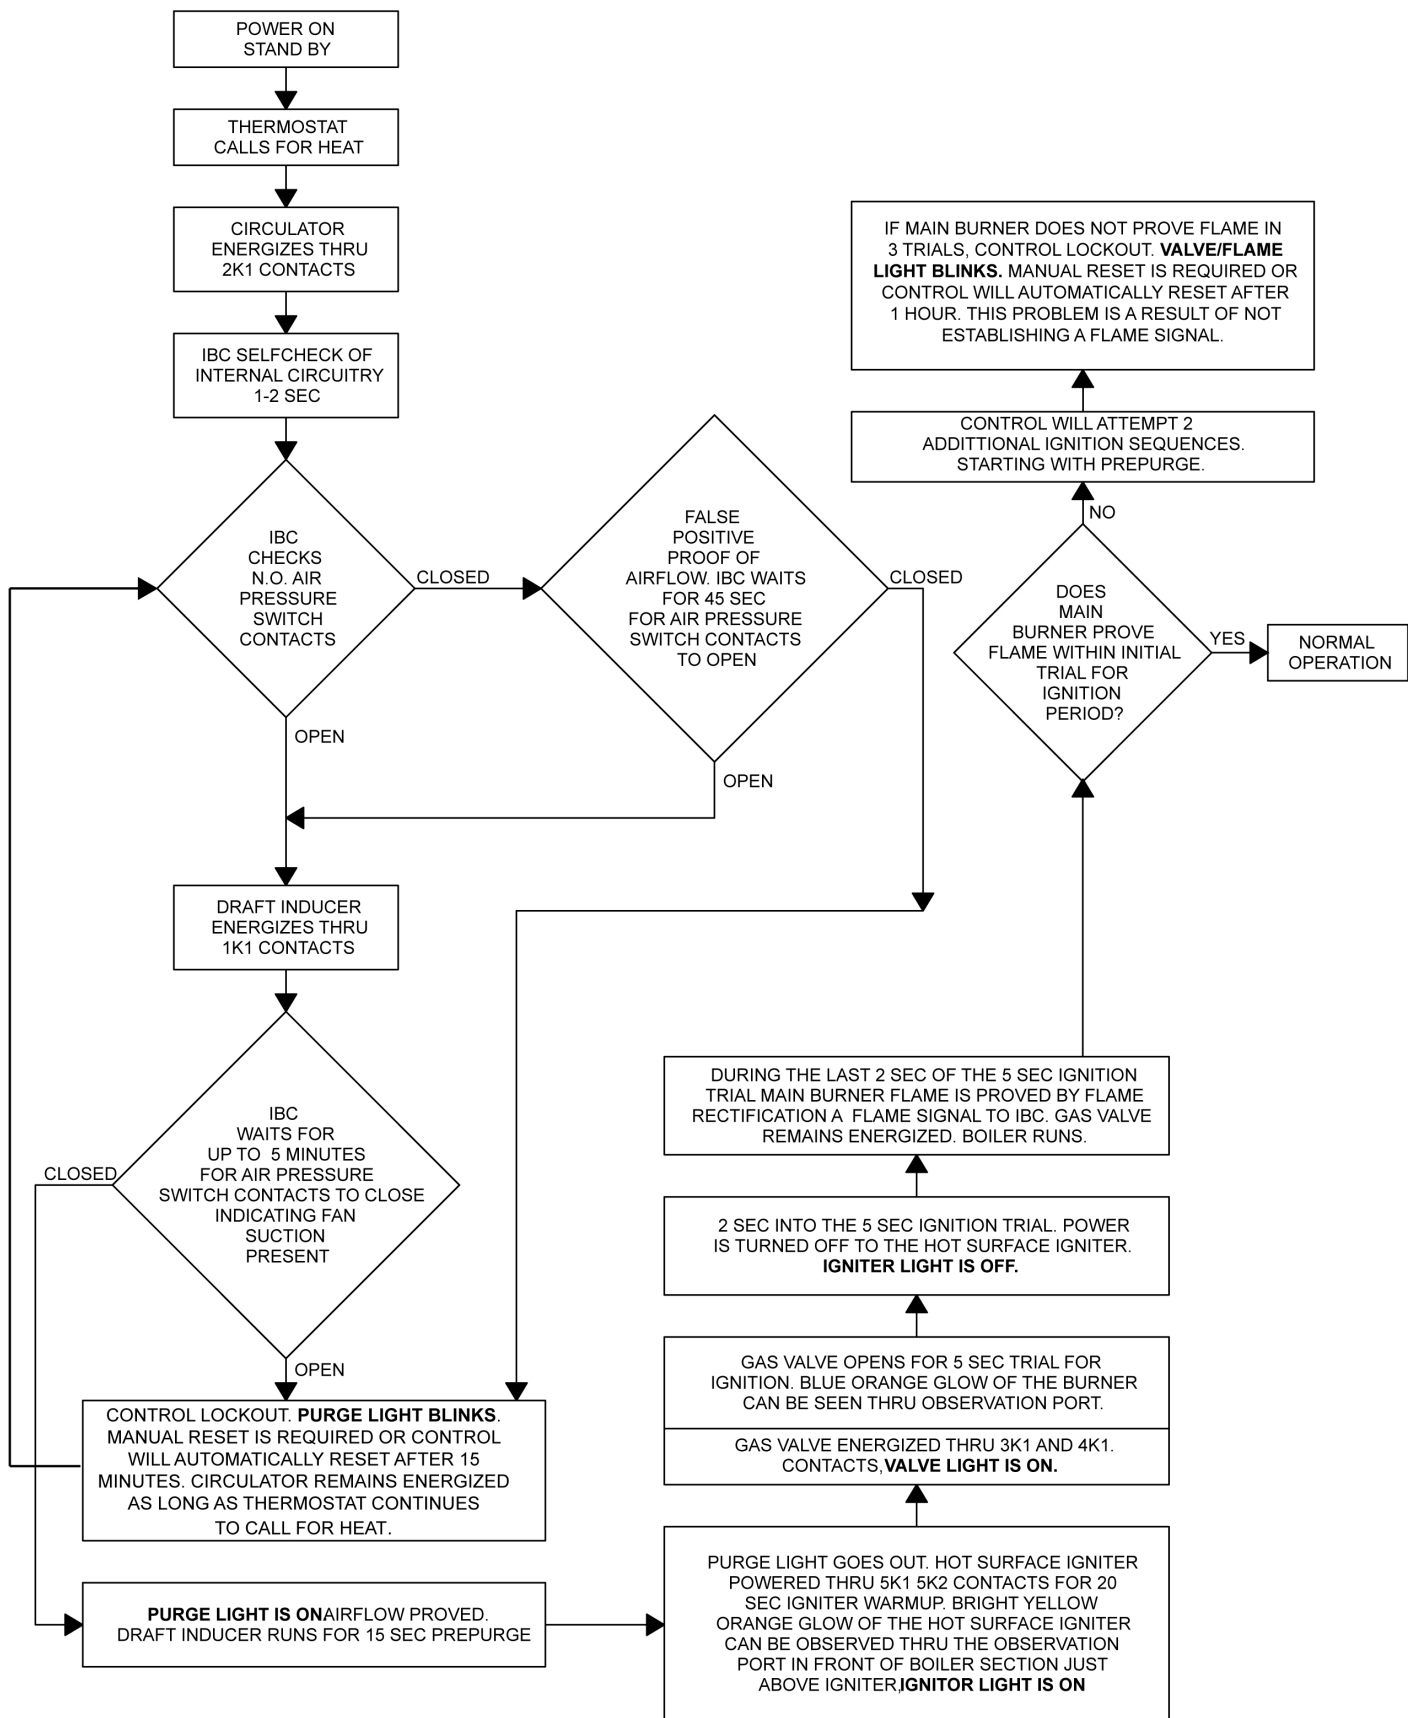 POWER ON
STAND BY
THERMOSTAT
CALLS FOR HEAT
CIRCULATOR
ENERGIZES THRU
2K1 CONTACTS
IBC SELFCHECK OF
INTERNAL CIRCUITRY
1-2 SEC
IBC
CHECKS
N.O. AIR
PRESSURE
SWITCH
CONTACTS
CLOSED
OPEN
FALSE
POSITIVE
PROOF OF
AIRFLOW. IBC WAITS
FOR 45 SEC
FOR AIR PRESSURE
SWITCH CONTACTS
TO OPEN
CLOSED
OPEN
DRAFT INDUCER
ENERGIZES THRU
1K1 CONTACTS
IBC
WAITS FOR
UP TO 5 MINUTES
FOR AIR PRESSURE
SWITCH CONTACTS TO CLOSE
INDICATING FAN
SUCTION
PRESENT
CLOSED
OPEN
CONTROL LOCKOUT. PURGE LIGHT BLINKS.
MANUAL RESET IS REQUIRED OR CONTROL
WILL AUTOMATICALLY RESET AFTER 15
MINUTES. CIRCULATOR REMAINS ENERGIZED
AS LONG AS THERMOSTAT CONTINUES
TO CALL FOR HEAT.
PURGE LIGHT IS ONAIRFLOW PROVED.
DRAFT INDUCER RUNS FOR 15 SEC PREPURGE
PURGE LIGHT GOES OUT. HOT SURFACE IGNITER
POWERED THRU 5K1 5K2 CONTACTS FOR 20
SEC IGNITER WARMUP. BRIGHT YELLOW
ORANGE GLOW OF THE HOT SURFACE IGNITER
CAN BE OBSERVED THRU THE OBSERVATION
PORT IN FRONT OF BOILER SECTION JUST
ABOVE IGNITER,IGNITOR LIGHT IS ON
GAS VALVE OPENS FOR 5 SEC TRIAL FOR
IGNITION. BLUE ORANGE GLOW OF THE BURNER
CAN BE SEEN THRU OBSERVATION PORT.
GAS VALVE ENERGIZED THRU 3K1 AND 4K1.
CONTACTS,VALVE LIGHT IS ON.
2 SEC INTO THE 5 SEC IGNITION TRIAL. POWER
IS TURNED OFF TO THE HOT SURFACE IGNITER.
IGNITER LIGHT IS OFF.
DURING THE LAST 2 SEC OF THE 5 SEC IGNITION
TRIAL MAIN BURNER FLAME IS PROVED BY FLAME
RECTIFICATION A FLAME SIGNAL TO IBC. GAS VALVE
REMAINS ENERGIZED. BOILER RUNS.
DOES
MAIN
BURNER PROVE
FLAME WITHIN INITIAL
TRIAL FOR
IGNITION
PERIOD?
YES
NORMAL
OPERATION
NO
CONTROL WILL ATTEMPT 2
ADDITTIONAL IGNITION SEQUENCES.
STARTING WITH PREPURGE.
IF MAIN BURNER DOES NOT PROVE FLAME IN
3 TRIALS, CONTROL LOCKOUT. VALVE/FLAME
LIGHT BLINKS. MANUAL RESET IS REQUIRED OR
CONTROL WILL AUTOMATICALLY RESET AFTER
1 HOUR. THIS PROBLEM IS A RESULT OF NOT
ESTABLISHING A FLAME SIGNAL.